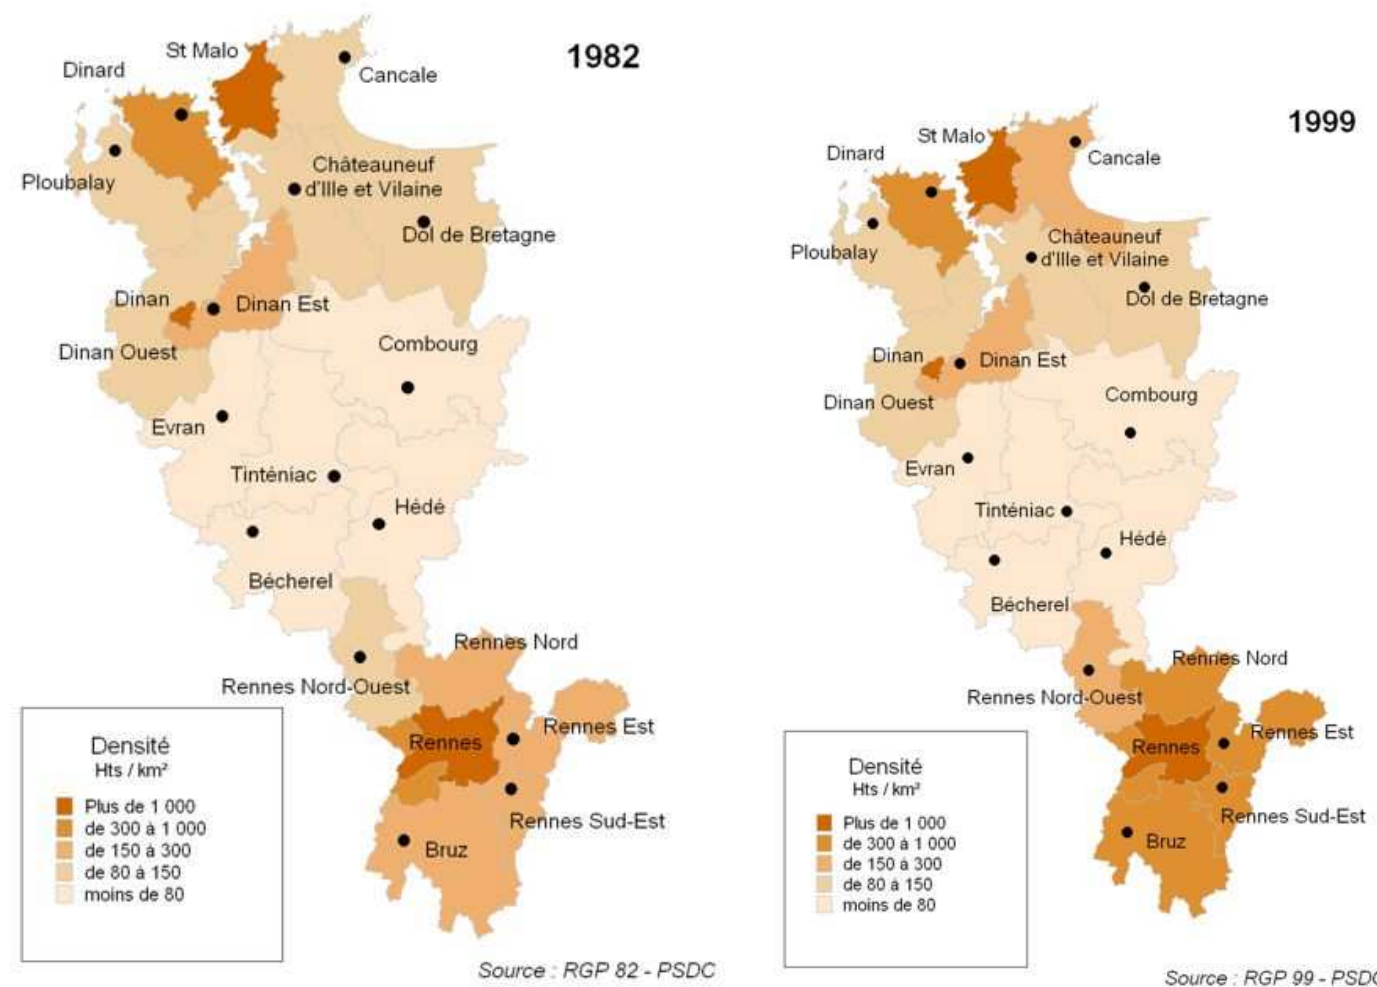 1982
St Malo
Dinard
Cancale
Ploubalay
Châteauneuf
d'Ille et Vilaine
Dol de Bretagne
Dinan
Dinan Est
Dinan Ouest
Combourg
Evran
Tinténiac
Hédé
Bécherel
Rennes Nord
Rennes Nord-Ouest
Rennes Est
Rennes
Rennes Sud-Est
Bruz
Densité
Hts / km²
Plus de 1 000
de 300 à 1 000
de 150 à 300
de 80 à 150
moins de 80
Source : RGP 82 - PSDC
1999
St Malo
Dinard
Cancale
Ploubalay
Châteauneuf
d'Ille et Vilaine
Dol de Bretagne
Dinan
Dinan Est
Dinan Ouest
Combourg
Evran
Tinténiac
Hédé
Bécherel
Rennes Nord
Rennes Nord-Ouest
Rennes Est
Rennes
Rennes Sud-Est
Bruz
Densité
Hts / km²
Plus de 1 000
de 300 à 1 000
de 150 à 300
de 80 à 150
moins de 80
Source : RGP 99 - PSDC